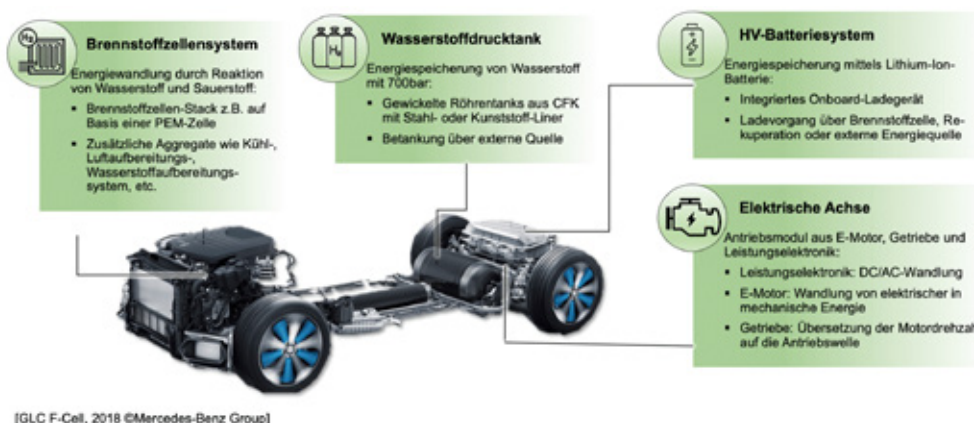 H₂
Brennstoffzellensystem
Energiewandlung durch Reaktion
von Wasserstoff und Sauerstoff:
▪ Brennstoffzellen-Stack z.B. auf
Basis einer PEM-Zelle
▪ Zusätzliche Aggregate wie Kühl-,
Luftaufbereitungs-,
Wasserstoffaufbereitungs-
system, etc.
H₂
Wasserstoffdrucktank
Energiespeicherung von Wasserstoff
mit 700bar:
▪ Gewickelte Röhrentanks aus CFK
mit Stahl- oder Kunststoff-Liner
▪ Betankung über externe Quelle
HV-Batteriesystem
Energiespeicherung mittels Lithium-Ion-
Batterie:
▪ Integriertes Onboard-Ladegerät
▪ Ladevorgang über Brennstoffzelle, Re-
kuperation oder externe Energiequelle
Elektrische Achse
Antriebsmodul aus E-Motor, Getriebe und
Leistungselektronik:
▪ Leistungselektronik: DC/AC-Wandlung
▪ E-Motor: Wandlung von elektrischer in
mechanische Energie
▪ Getriebe: Übersetzung der Motordrehzah
auf die Antriebswelle
[GLC F-Cell, 2018 ©Mercedes-Benz Group]